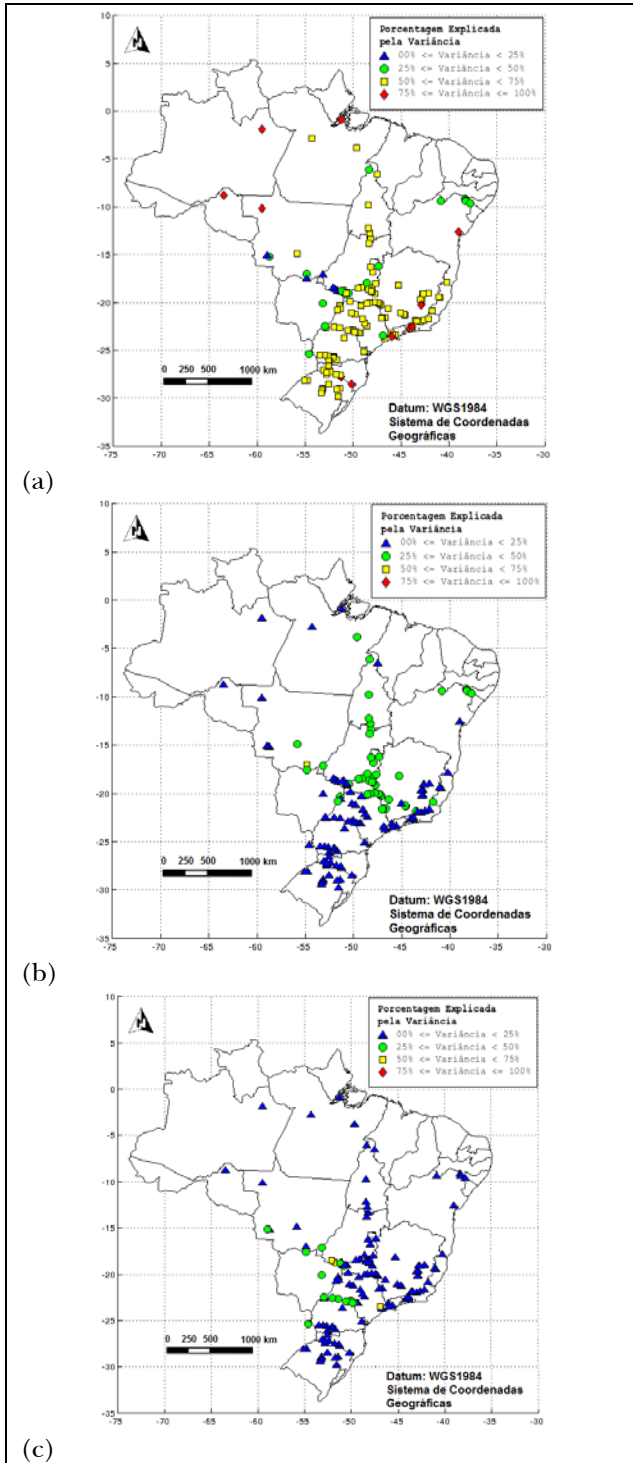 10
5
0
-5
-10
-15
-20
-25
-30
-35
-75 -70 -65 -60 -55 -50 -45 -40 -35 -30
Porcentagem Explicada
pela Variância
00% <= Variância < 25%
25% <= Variância < 50%
50% <= Variância < 75%
75% <= Variância <= 100%
0 250 500 1000 km
Datum: WGS1984
Sistema de Coordenadas
Geográficas
(a)
10
5
0
-5
-10
-15
-20
-25
-30
-35
-75 -70 -65 -60 -55 -50 -45 -40 -35 -30
Porcentagem Explicada
pela Variância
00% <= Variância < 25%
25% <= Variância < 50%
50% <= Variância < 75%
75% <= Variância <= 100%
0 250 500 1000 km
Datum: WGS1984
Sistema de Coordenadas
Geográficas
(b)
10
5
0
-5
-10
-15
-20
-25
-30
-35
-75 -70 -65 -60 -55 -50 -45 -40 -35 -30
Porcentagem Explicada
pela Variância
00% <= Variância < 25%
25% <= Variância < 50%
50% <= Variância < 75%
75% <= Variância <= 100%
0 250 500 1000 km
Datum: WGS1984
Sistema de Coordenadas
Geográficas
(c)